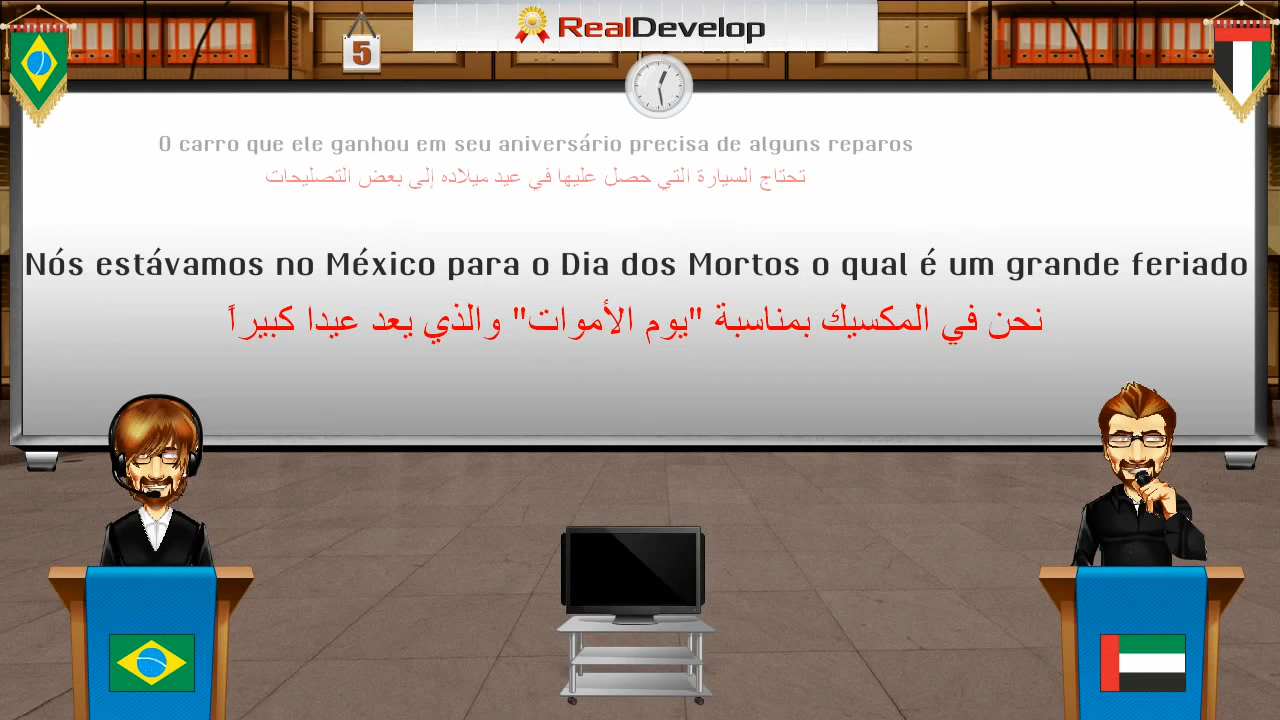 5
RealDevelop
O carro que ele ganhou em seu aniversário precisa de alguns reparos
تحتاج السيارة التي حصل عليها في عيد ميلاده إلى بعض التصليحات
Nós estávamos no México para o Dia dos Mortos o qual é um grande feriado
نحن في المكسيك بمناسبة "يوم الأموات" والذي يعد عيدا كبيراً